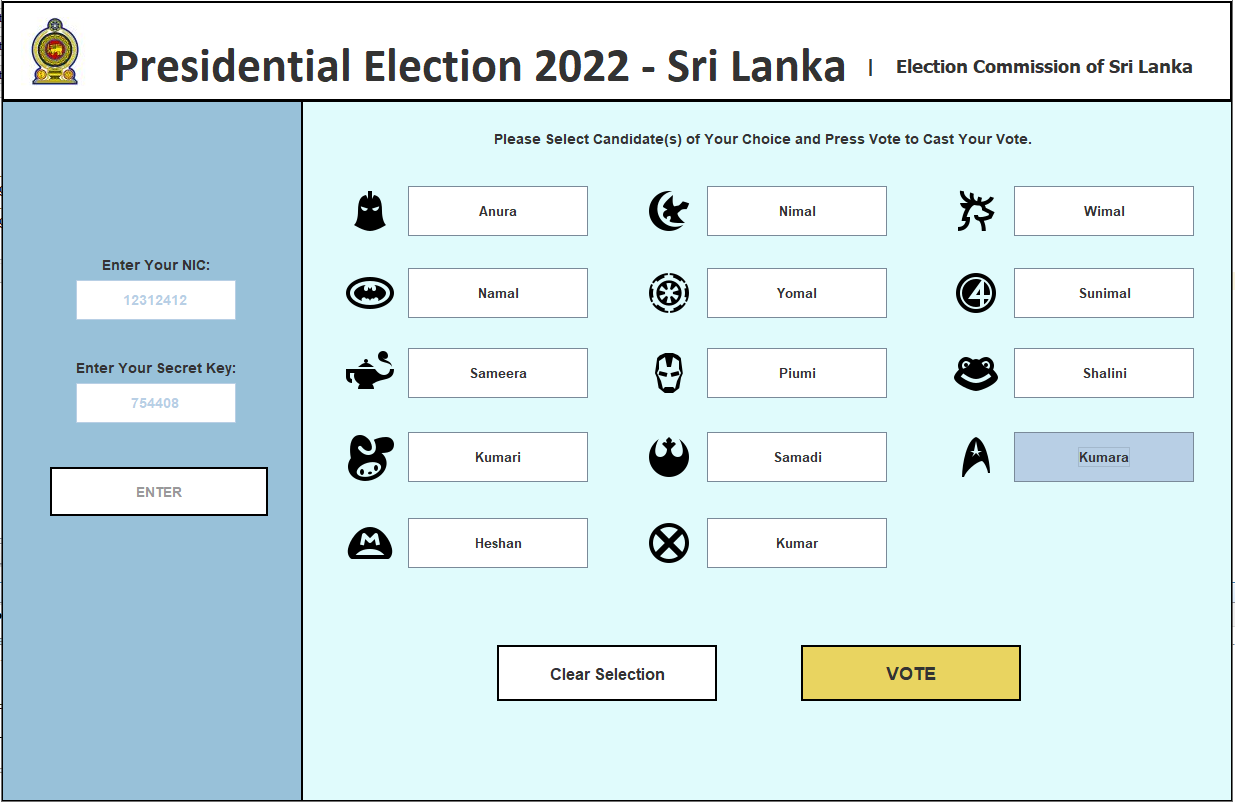 Presidential Election 2022 - Sri Lanka | Election Commission of Sri Lanka
Please Select Candidate(s) of Your Choice and Press Vote to Cast Your Vote.
Enter Your NIC:
12312412
Enter Your Secret Key:
754408
ENTER
Anura
Nimal
Wimal
Namal
Yomal
4
Sunimal
Sameera
Piumi
Shalini
Kumari
Samadi
Kumara
M
Heshan
Kumar
Clear Selection
VOTE